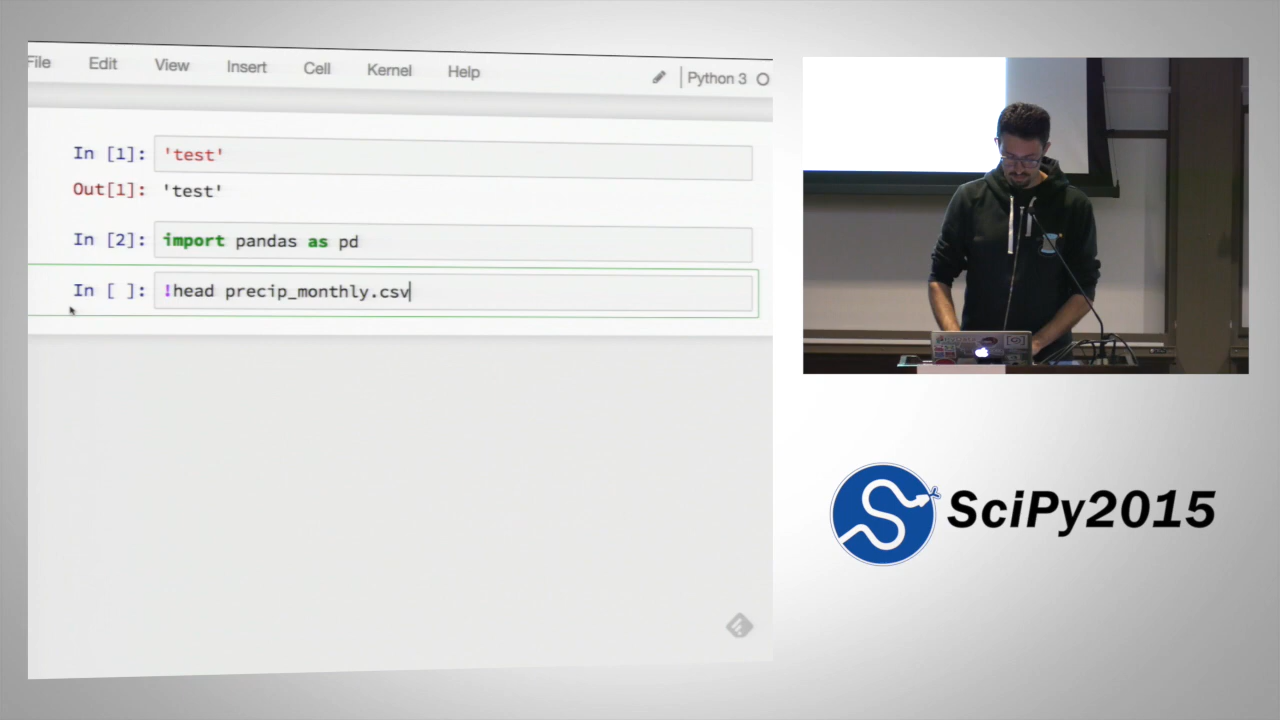 File Edit View Insert Cell Kernel Help Python 3
In [1]: 'test'
Out[1]: 'test'
In [2]: import pandas as pd
In [ ]: !head precip_monthly.csv
SciPy2015